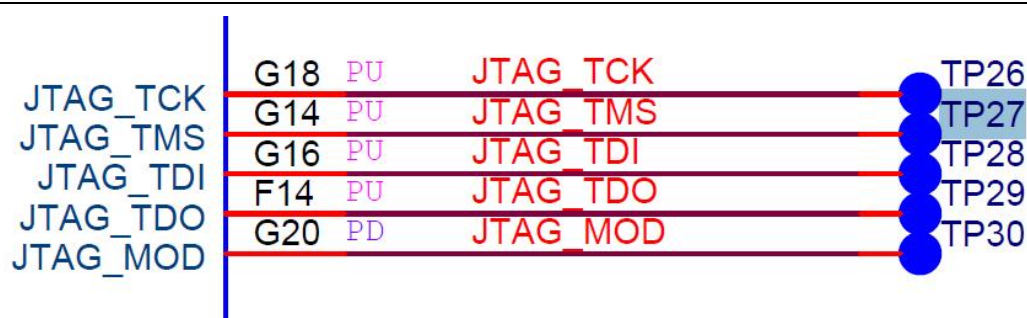 JTAG_TCK G18 PU JTAG_TCK TP26
JTAG_TMS G14 PU JTAG_TMS TP27
JTAG_TDI G16 PU JTAG_TDI TP28
JTAG_TDO F14 PU JTAG_TDO TP29
JTAG_MOD G20 PD JTAG_MOD TP30